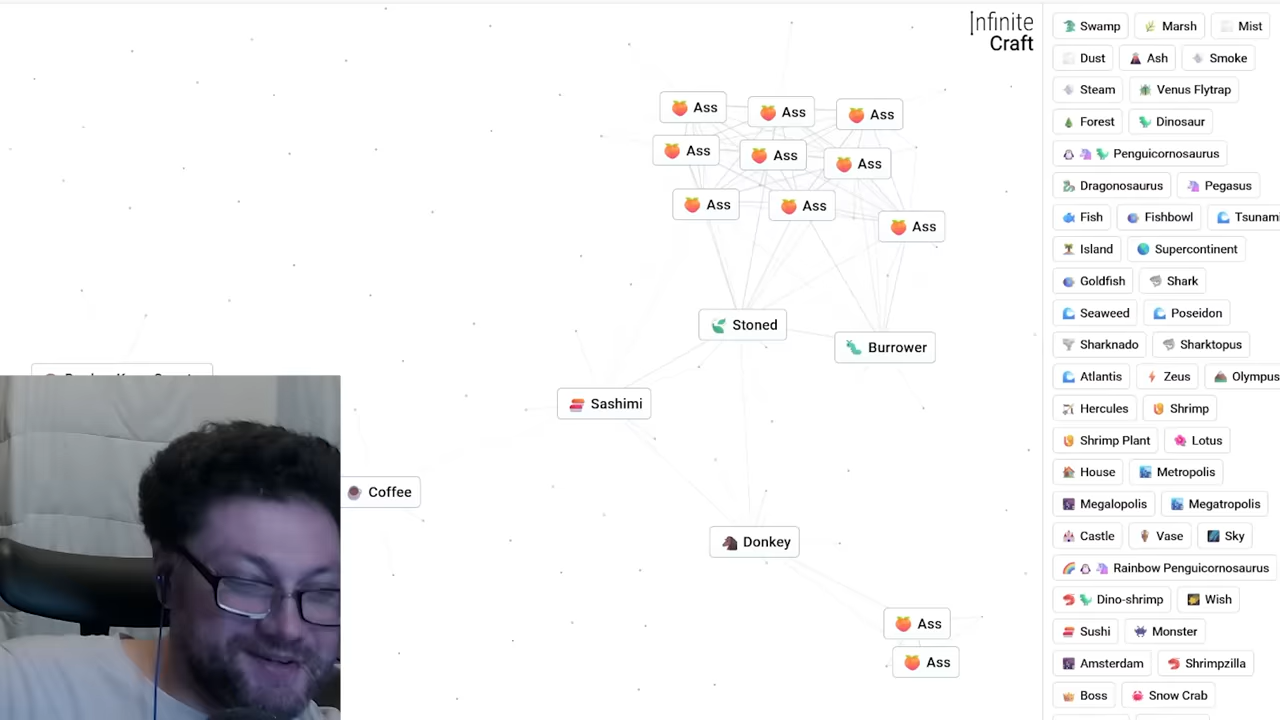 Infinite
Craft
Ass Ass Ass
Ass Ass Ass
Ass Ass Ass
Stoned
Burrower
Sashimi
Coffee
Donkey
Ass
Ass
Swamp Marsh Mist
Dust Ash Smoke
Steam Venus Flytrap
Forest Dinosaur
Penguicornosaurus
Dragonosaurus Pegasus
Fish Fishbowl Tsunami
Island Supercontinent
Goldfish Shark
Seaweed Poseidon
Sharknado Sharktopus
Atlantis Zeus Olympus
Hercules Shrimp
Shrimp Plant Lotus
House Metropolis
Megalopolis Megatropolis
Castle Vase Sky
Rainbow Penguicornosaurus
Dino-shrimp Wish
Sushi Monster
Amsterdam Shrimpzilla
Boss Snow Crab